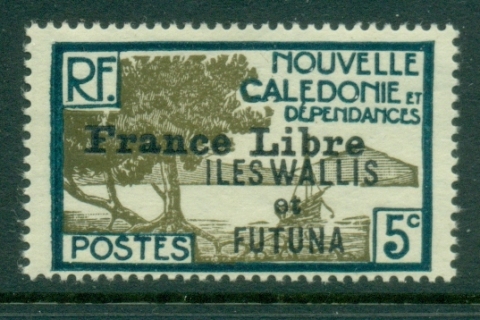 RF.
NOUVELLE
CALEDONIE ET
DÉPENDANCES
France Libre
ILES WALLIS
et
FUTUNA
POSTES
5c